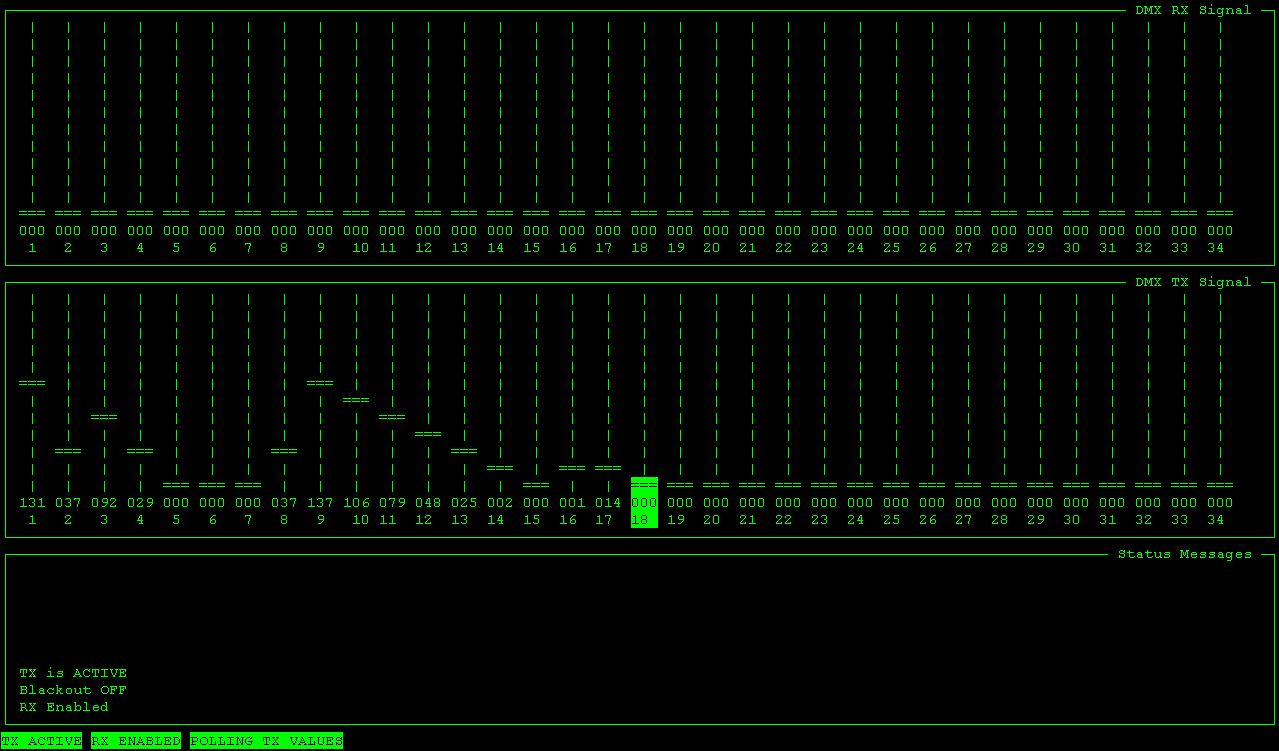 DMX RX Signal
=== === === === === === === === === === === === === === === === === === === === === === === === === === === === === === === === === ===
000 000 000 000 000 000 000 000 000 000 000 000 000 000 000 000 000 000 000 000 000 000 000 000 000 000 000 000 000 000 000 000 000 000
1 2 3 4 5 6 7 8 9 10 11 12 13 14 15 16 17 18 19 20 21 22 23 24 25 26 27 28 29 30 31 32 33 34
DMX TX Signal
131 037 092 029 000 000 000 037 137 106 079 048 025 002 000 001 014 000 000 000 000 000 000 000 000 000 000 000 000 000 000 000 000 000
1 2 3 4 5 6 7 8 9 10 11 12 13 14 15 16 17 18 19 20 21 22 23 24 25 26 27 28 29 30 31 32 33 34
Status Messages
TX is ACTIVE
Blackout OFF
RX Enabled
TX ACTIVE RX ENABLED POLLING TX VALUES